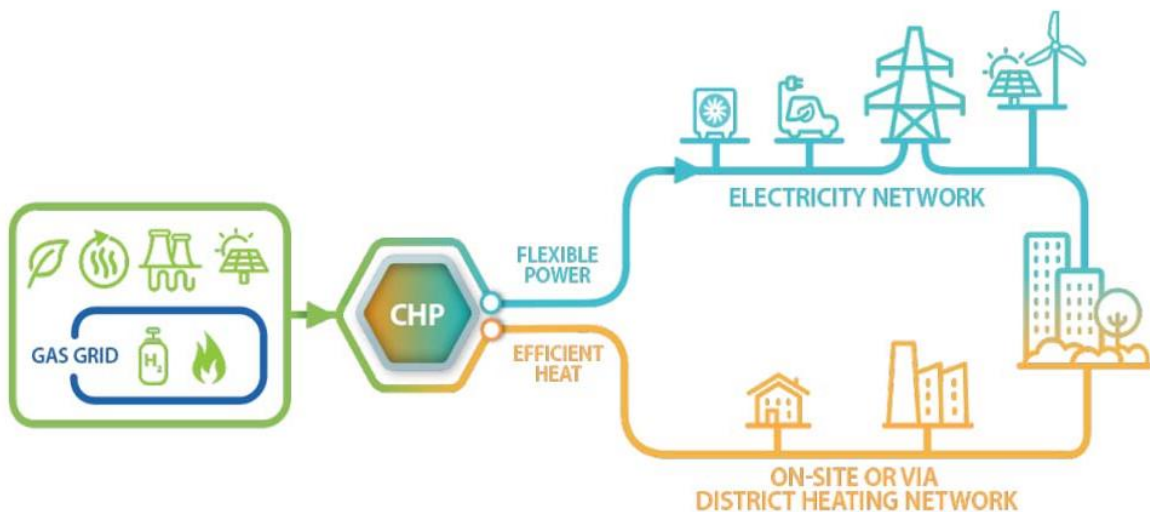 GAS GRID
H₂
CHP
FLEXIBLE
POWER
EFFICIENT
HEAT
ELECTRICITY NETWORK
ON-SITE OR VIA
DISTRICT HEATING NETWORK